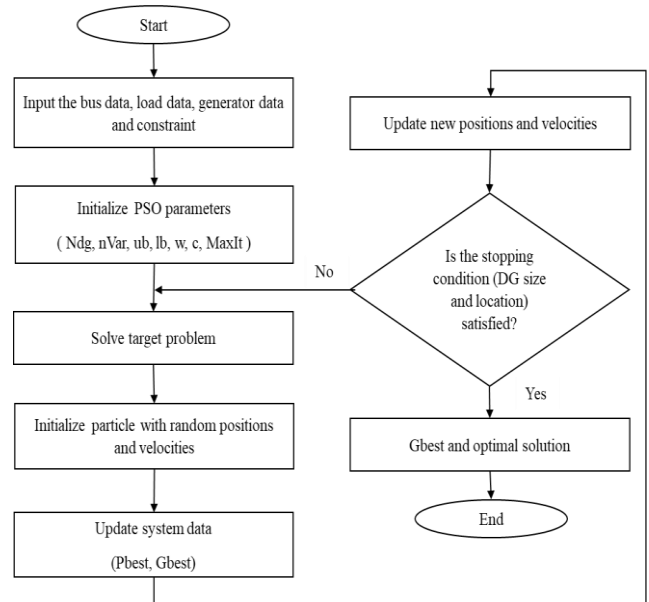 Start
Input the bus data, load data, generator data
and constraint
Initialize PSO parameters
( Ndg, nVar, ub, lb, w, c, MaxIt )
Solve target problem
Initialize particle with random positions
and velocities
Update system data
(Pbest, Gbest)
Update new positions and velocities
Is the stopping
condition (DG size
and location)
satisfied?
No
Yes
Gbest and optimal solution
End